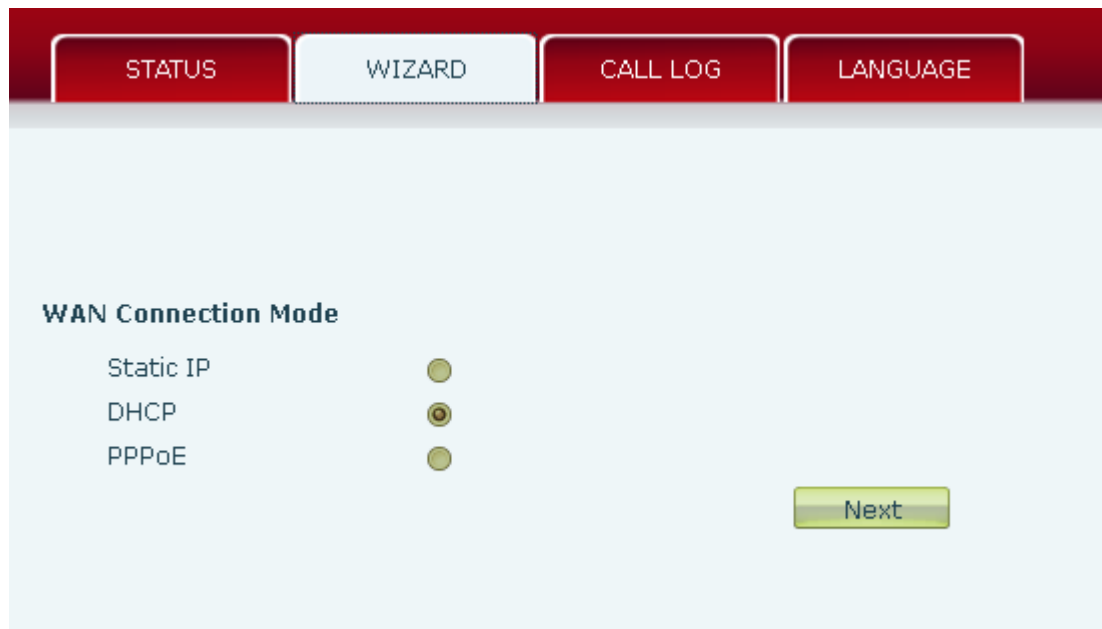 STATUS WIZARD CALL LOG LANGUAGE
WAN Connection Mode
Static IP
DHCP
PPPoE
Next